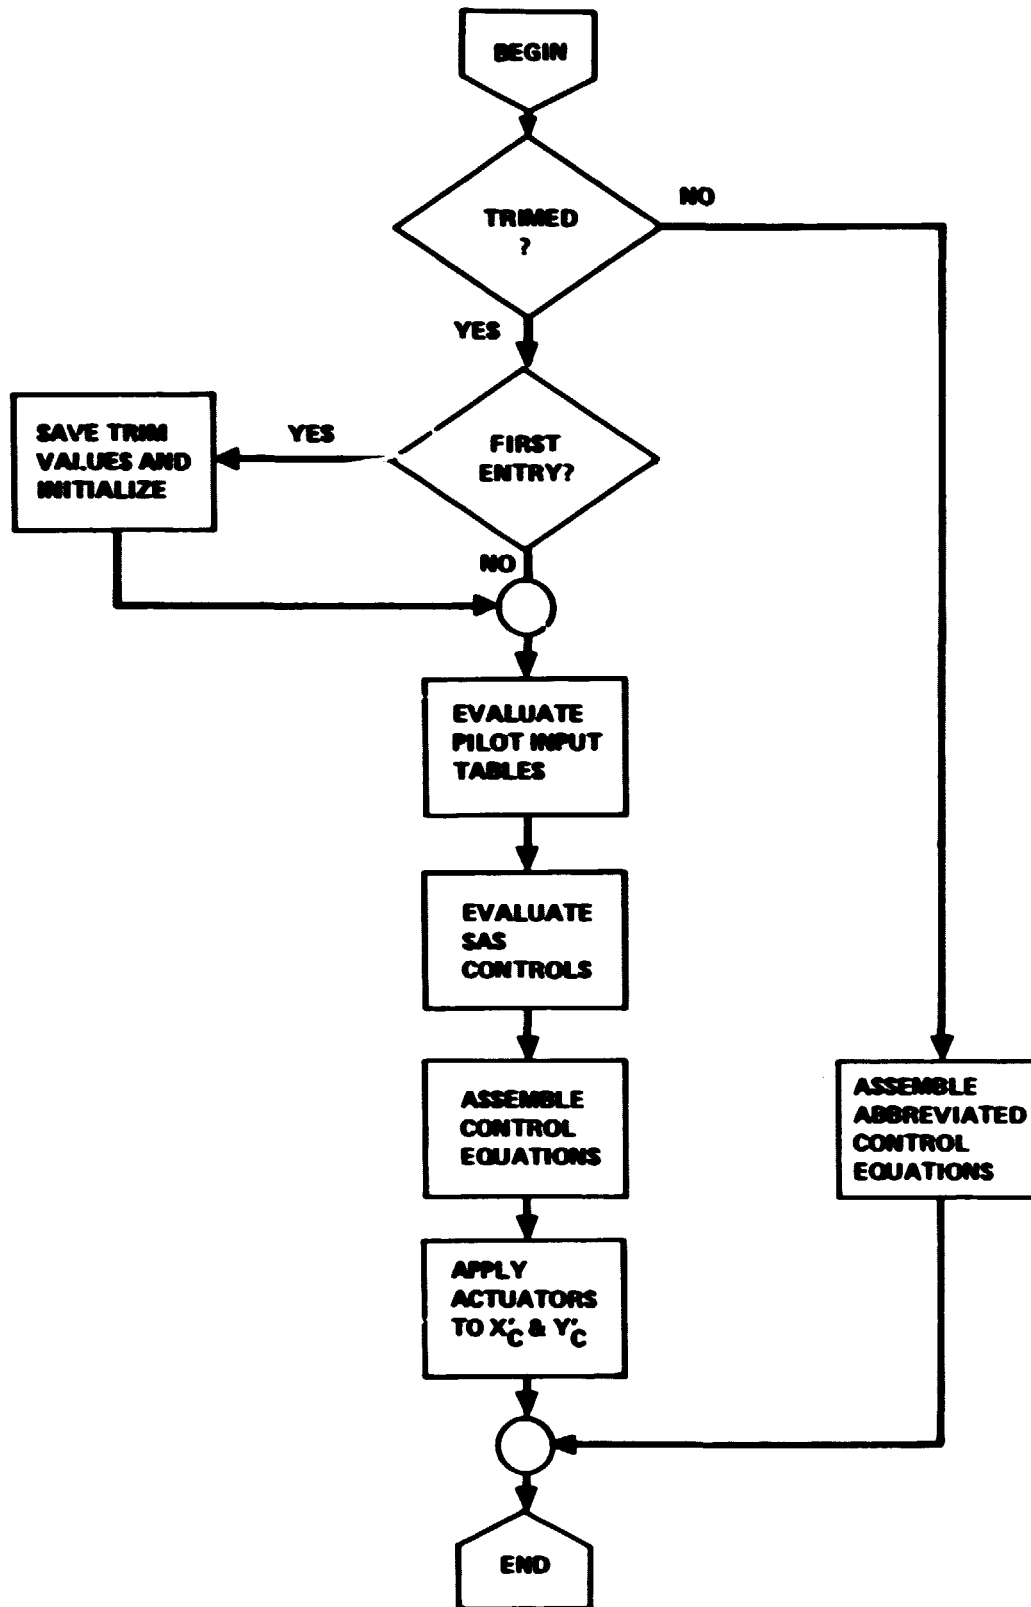 BEGIN
TRIMED
?
NO
YES
FIRST
ENTRY?
YES
SAVE TRIM
VALUES AND
INITIALIZE
NO
EVALUATE
PILOT INPUT
TABLES
EVALUATE
SAS
CONTROLS
ASSEMBLE
CONTROL
EQUATIONS
ASSEMBLE
ABBREVIATED
CONTROL
EQUATIONS
APPLY
ACTUATORS
TO X'C & Y'C
END